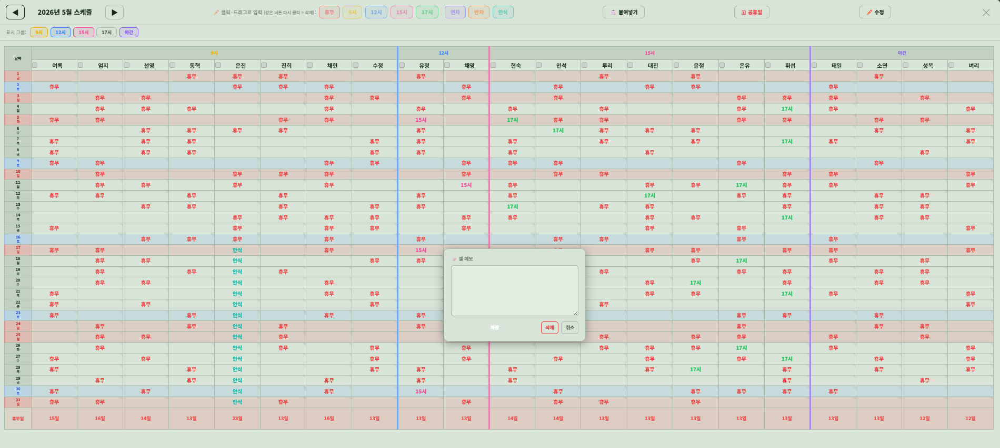 ◀ 2026년 5월 스케쥴 ▶ 클릭·드래그로 입력 (같은 버튼 다시 클릭 = 삭제): 휴무 9시 12시 15시 17시 연차 반차 안식 붙여넣기 공휴일 수정
표시 그룹: 9시 12시 15시 17시 야간
날짜 9시 12시 15시 야간
여록 엄지 선영 동혁 은진 진희 채현 수정 유정 채영 현숙 민석 루리 대진 윤철 온유 휘섭 태일 소연 성복 벼리
1 금 휴무 휴무 휴무 휴무 휴무 휴무 휴무
2 토 휴무 휴무 휴무 휴무 휴무 휴무 휴무 휴무 휴무
3 일 휴무 휴무 휴무 휴무 휴무 휴무 휴무 휴무 휴무 휴무
4 월 휴무 휴무 휴무 휴무 휴무 휴무 휴무 휴무 17시 휴무 휴무
5 화 휴무 휴무 휴무 휴무 15시 17시 휴무 휴무 휴무 휴무 휴무 휴무
6 수 휴무 휴무 휴무 휴무 휴무 17시 휴무 휴무 휴무 휴무 휴무
7 목 휴무 휴무 휴무 휴무 휴무 휴무 휴무 휴무 17시 휴무 휴무
8 금 휴무 휴무 휴무 휴무 휴무 휴무 휴무 휴무
9 토 휴무 휴무 휴무 휴무 휴무 휴무 휴무 휴무 휴무
10 일 휴무 휴무 휴무 휴무 휴무 휴무 휴무 휴무 휴무 휴무
11 월 휴무 휴무 휴무 휴무 15시 휴무 휴무 휴무 17시 휴무 휴무 휴무
12 화 휴무 휴무 휴무 휴무 휴무 휴무 17시 휴무 휴무 휴무 휴무
13 수 휴무 휴무 휴무 휴무 휴무 17시 휴무 휴무 휴무 휴무 휴무
14 목 휴무 휴무 휴무 휴무 휴무 휴무 휴무 휴무 17시 휴무 휴무
15 금 휴무 휴무 휴무 휴무 휴무 휴무 휴무 휴무
16 토 휴무 휴무 휴무 휴무 휴무 휴무 휴무 휴무 휴무
17 일 휴무 휴무 안식 휴무 15시 휴무 휴무 휴무 휴무 휴무
18 월 휴무 휴무 안식 휴무 휴무 휴무 17시 휴무 휴무
19 화 휴무 휴무 안식 휴무 휴무 휴무 휴무 휴무 휴무
20 수 휴무 휴무 안식 휴무 휴무 17시 휴무 휴무 휴무
21 목 휴무 안식 휴무 휴무 휴무 휴무 17시 휴무 휴무
22 금 휴무 휴무 안식 휴무 휴무 휴무
23 토 휴무 휴무 안식 휴무 휴무 휴무 휴무 휴무
24 일 휴무 휴무 안식 휴무 휴무 휴무 휴무 휴무
25 월 휴무 휴무 안식 휴무 휴무 휴무 휴무 휴무 휴무
26 화 휴무 안식 휴무 휴무 휴무 휴무 휴무 휴무 17시 휴무 휴무
27 수 휴무 휴무 안식 휴무 휴무 휴무 휴무 휴무 17시 휴무 휴무
28 목 휴무 휴무 안식 휴무 휴무 휴무 휴무 17시 휴무 휴무 휴무
29 금 휴무 휴무 안식 휴무 휴무 휴무 휴무 휴무
30 토 휴무 휴무 안식 휴무 15시 휴무 휴무 휴무 휴무 휴무
31 일 휴무 휴무 안식 휴무 휴무 휴무 휴무 휴무
휴무일 15일 16일 14일 13일 23일 13일 16일 13일 13일 13일 14일 14일 13일 13일 13일 13일 13일 13일 13일 12일 12일
셀 메모
저장 삭제 취소